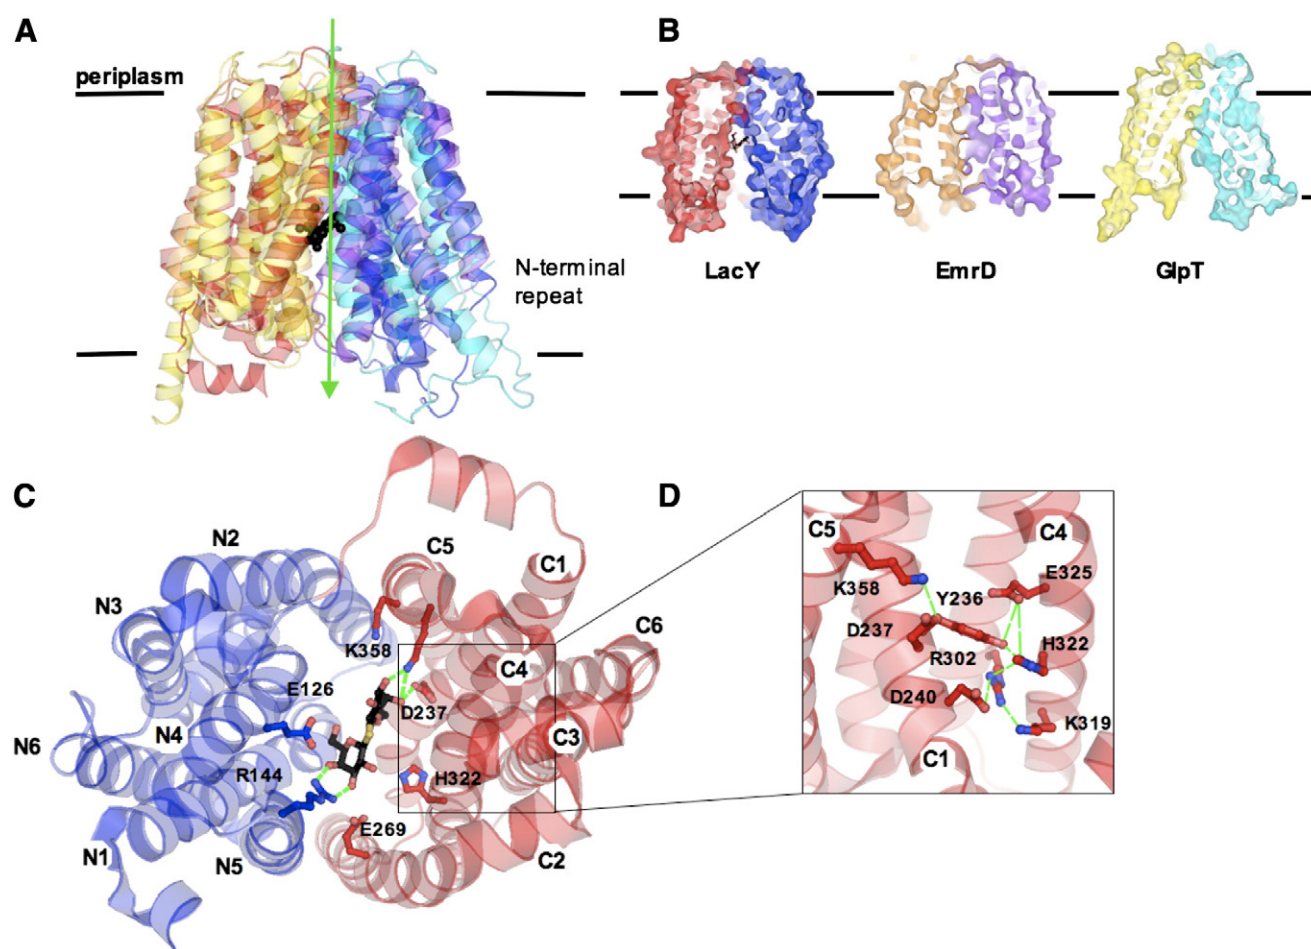 A
periplasm
N-terminal
repeat
B
LacY
EmrD
GlpT
C
N2
N3
N6
N4
N1
N5
C5
C1
C6
C4
C3
C2
K358
E126
D237
R144
H322
E269
D
C5
C4
K358
Y236
E325
D237
R302
H322
D240
K319
C1